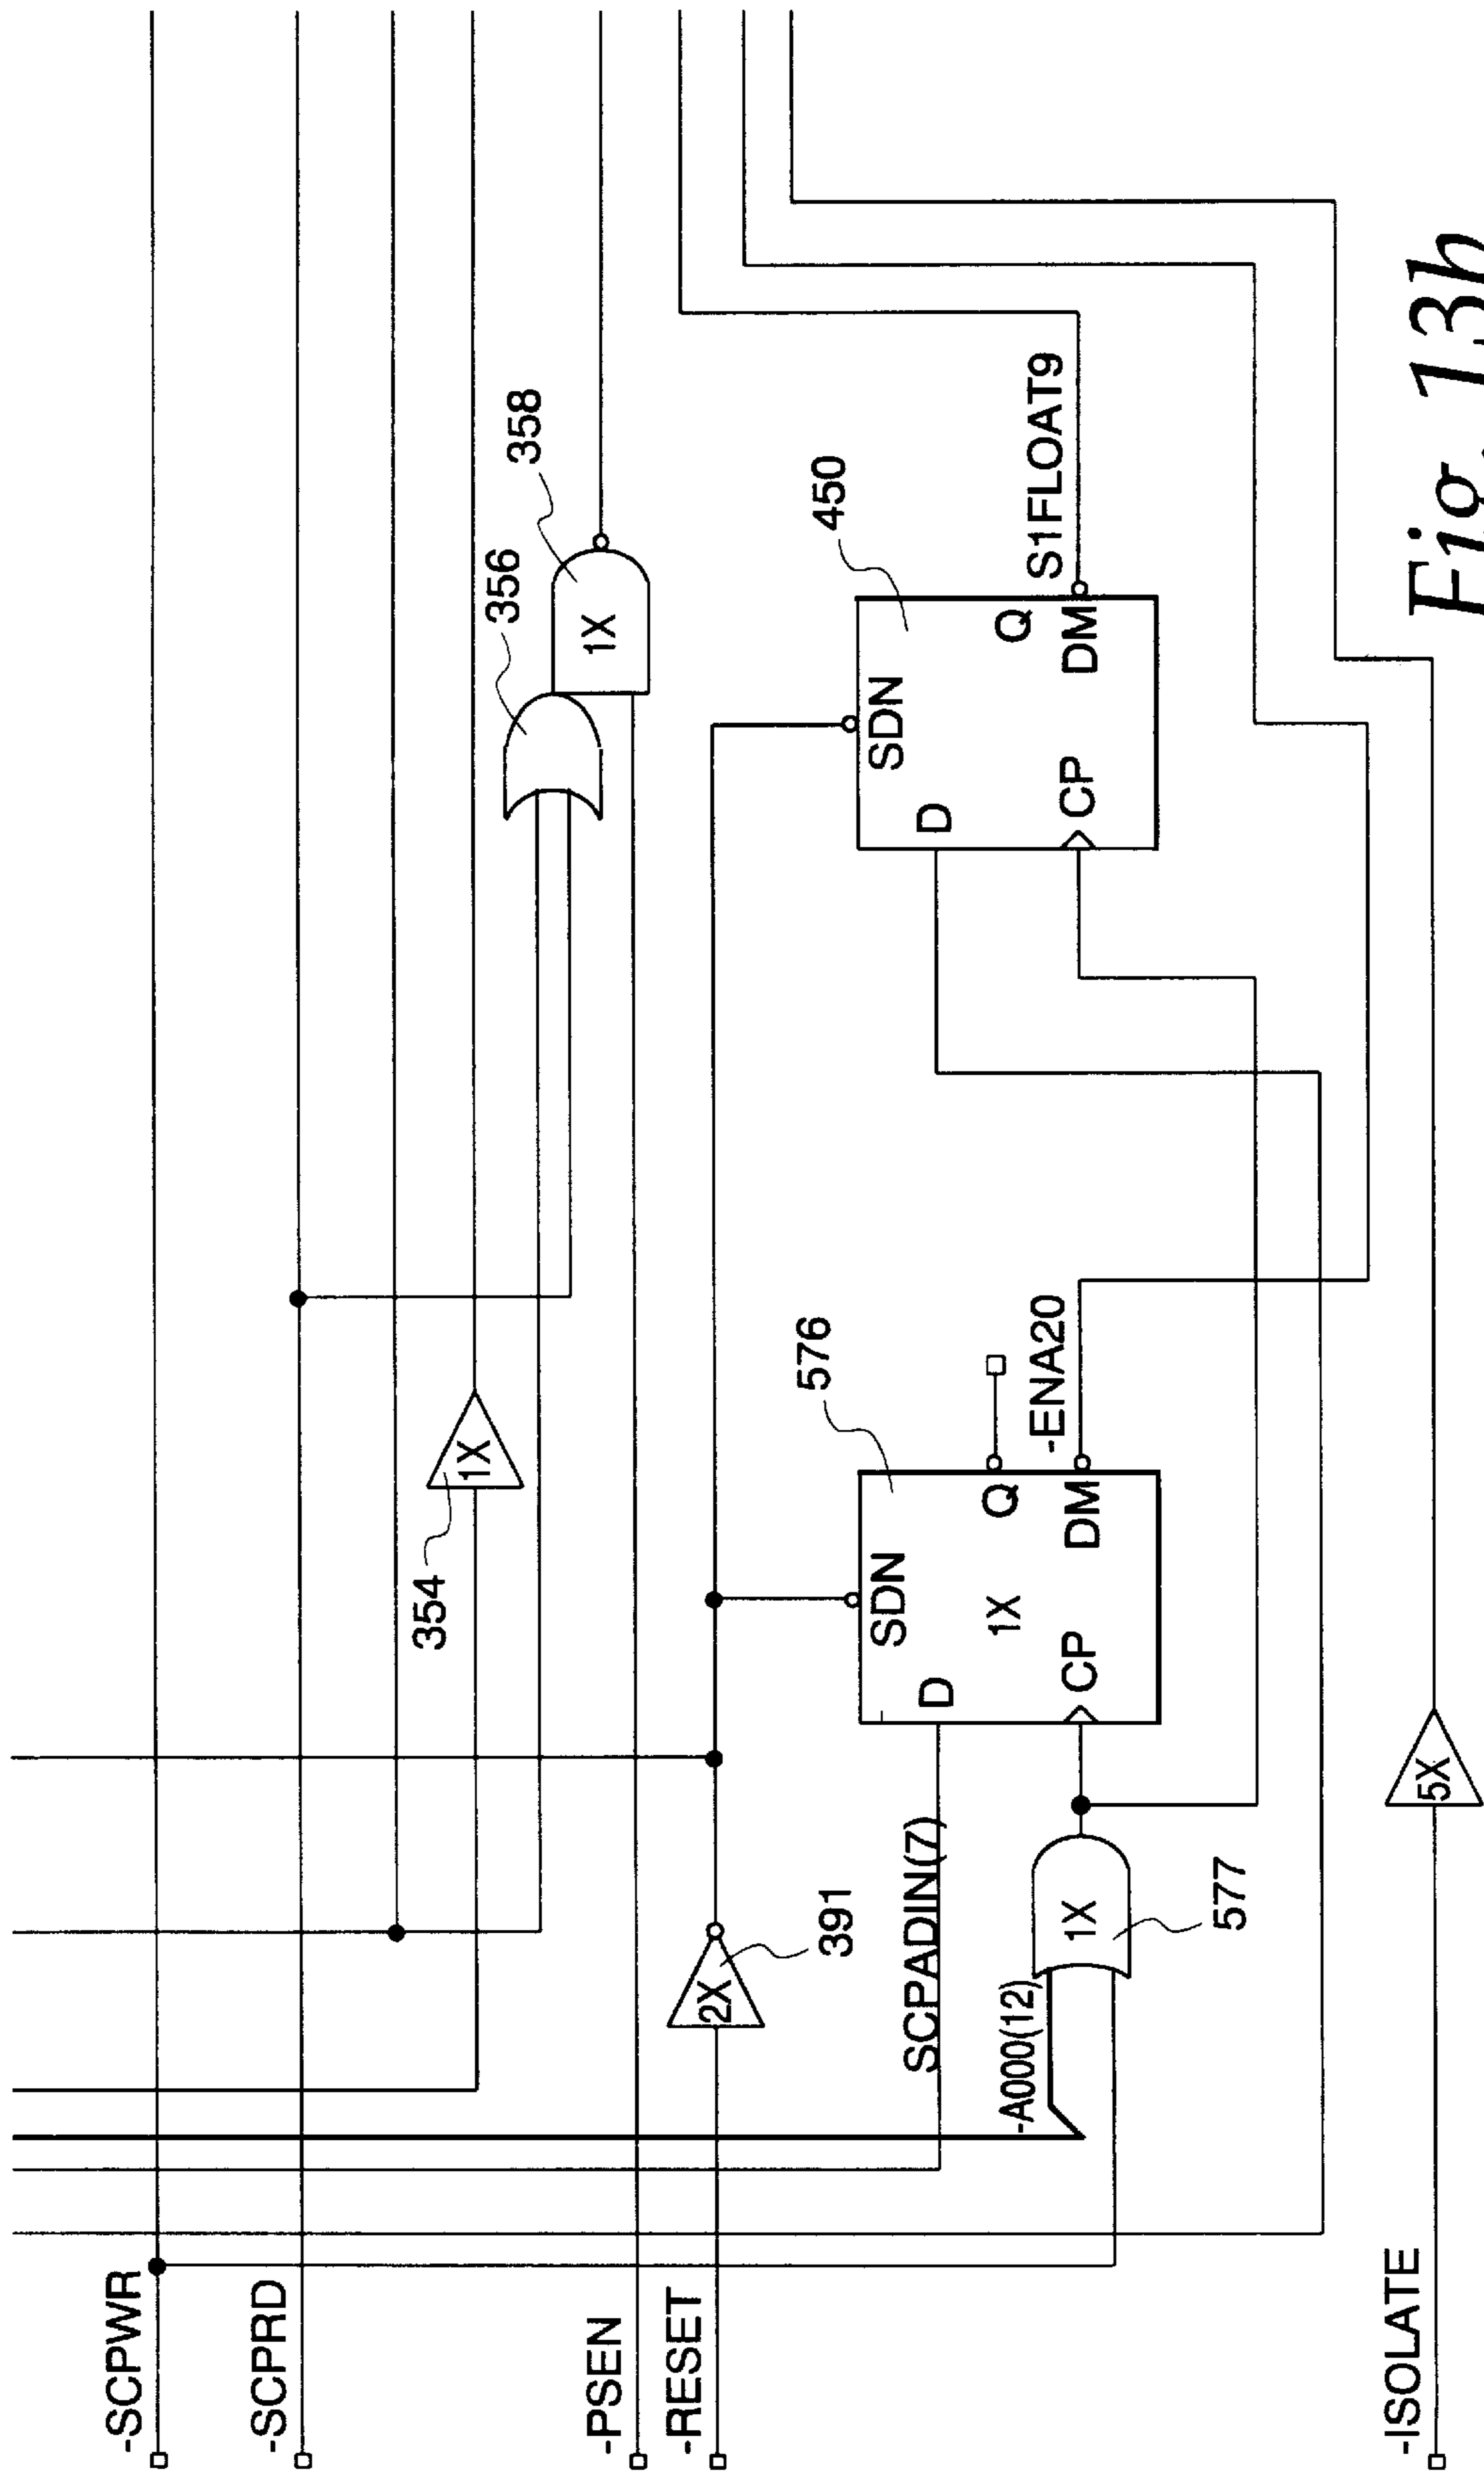 -SCPWR
-SCPRD
-PSEN
-RESET
-ISOLATE
354
1X
356
358
1X
2X
391
SCPADIN(7)
-A000(12)
1X
577
576
SDN
D
1X
CP
Q
DM
-ENA20
450
SDN
D
CP
Q
DM
S1FLOAT9
5X